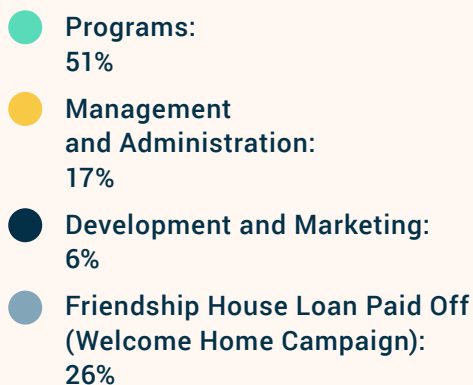 Programs:
51%
Management
and Administration:
17%
Development and Marketing:
6%
Friendship House Loan Paid Off
(Welcome Home Campaign):
26%